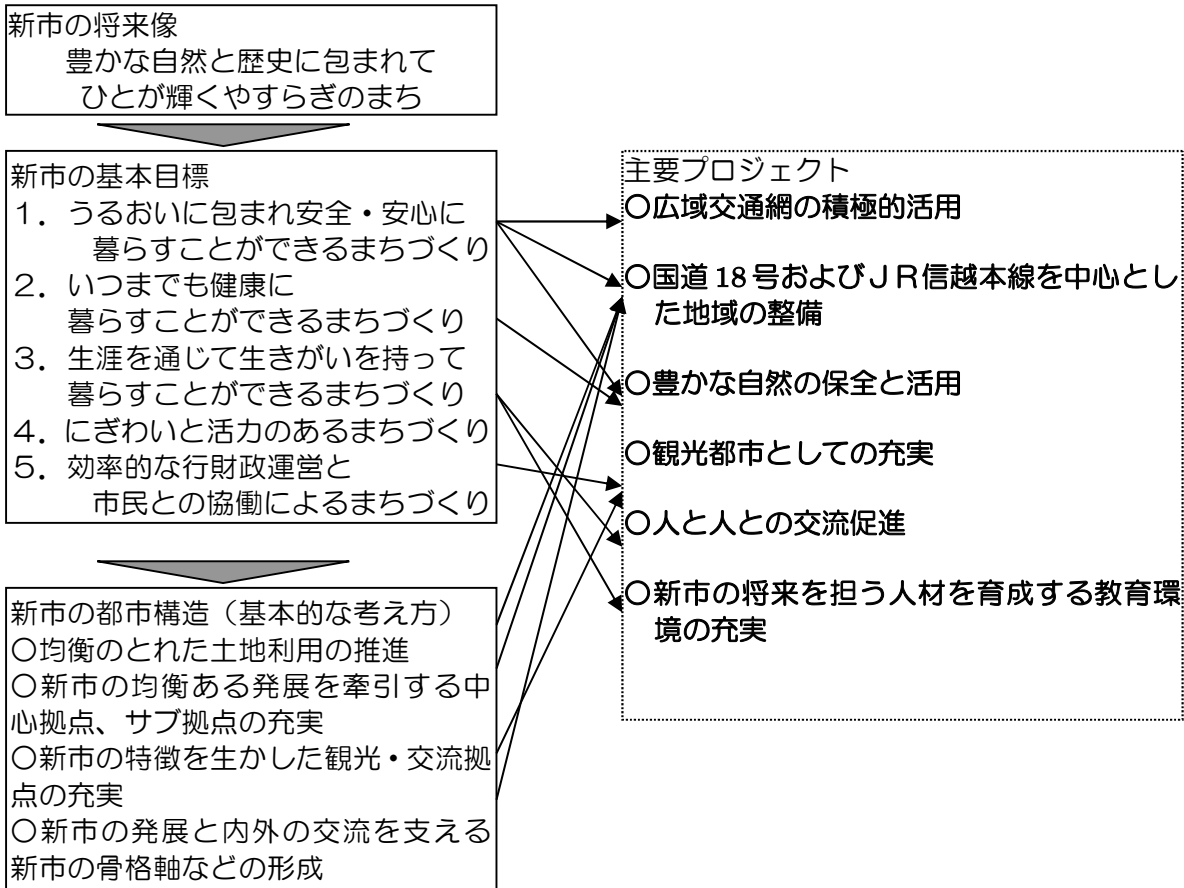 新市の将来像
豊かな自然と歴史に包まれて
ひとが輝くやすらぎのまち
新市の基本目標
１．うるおいに包まれ安全・安心に
暮らすことができるまちづくり
２．いつまでも健康に
暮らすことができるまちづくり
３．生涯を通じて生きがいを持って
暮らすことができるまちづくり
４．にぎわいと活力のあるまちづくり
５．効率的な行財政運営と
市民との協働によるまちづくり
新市の都市構造（基本的な考え方）
○均衡のとれた土地利用の推進
○新市の均衡ある発展を牽引する中
心拠点、サブ拠点の充実
○新市の特徴を生かした観光・交流拠
点の充実
○新市の発展と内外の交流を支える
新市の骨格軸などの形成
主要プロジェクト
○広域交通網の積極的活用
○国道18号およびＪＲ信越本線を中心とし
た地域の整備
○豊かな自然の保全と活用
○観光都市としての充実
○人と人との交流促進
○新市の将来を担う人材を育成する教育環
境の充実